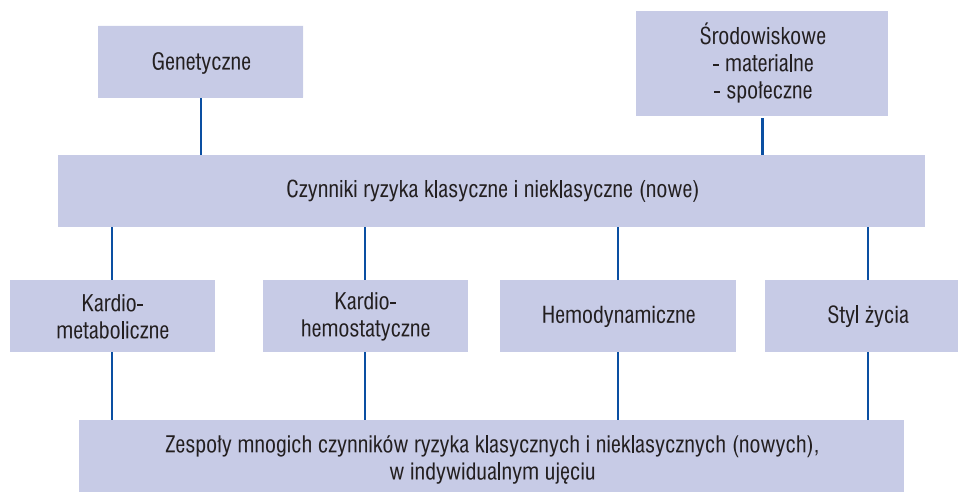 Genetyczne
Środowiskowe
- materialne
- społeczne
Czynniki ryzyka klasyczne i nieklasyczne (nowe)
Kardio-
metaboliczne
Kardio-
hemostatyczne
Hemodynamiczne
Styl życia
Zespoły mnogich czynników ryzyka klasycznych i nieklasycznych (nowych),
w indywidualnym ujęciu